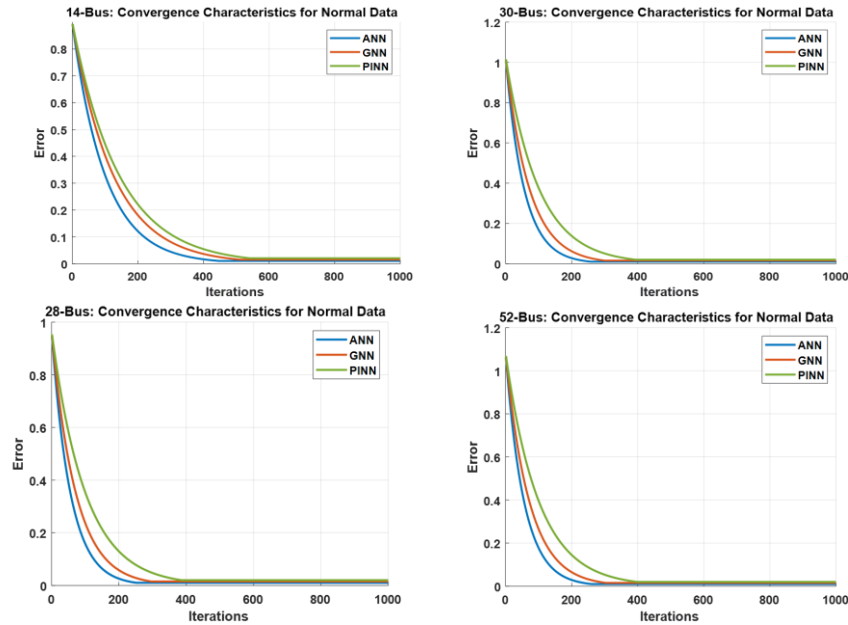 14-Bus: Convergence Characteristics for Normal Data
ANN
GNN
PINN
Error
0.8
0.7
0.6
0.5
0.4
0.3
0.2
0.1
0
0 200 400 600 800 1000
Iterations
30-Bus: Convergence Characteristics for Normal Data
ANN
GNN
PINN
Error
1.2
1
0.8
0.6
0.4
0.2
0
0 200 400 600 800 1000
Iterations
28-Bus: Convergence Characteristics for Normal Data
ANN
GNN
PINN
Error
1
0.8
0.6
0.4
0.2
0
0 200 400 600 800 1000
Iterations
52-Bus: Convergence Characteristics for Normal Data
ANN
GNN
PINN
Error
1.2
1
0.8
0.6
0.4
0.2
0
0 200 400 600 800 1000
Iterations